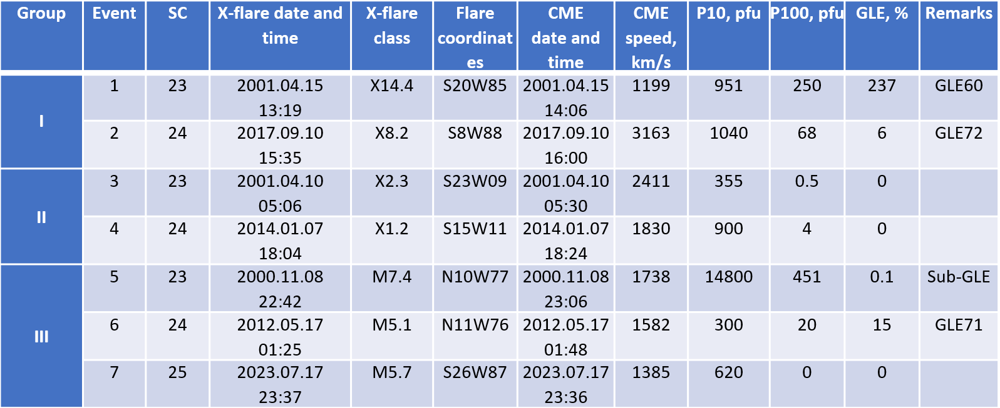 Group Event SC X-flare date and time X-flare class Flare coordinat es CME date and time CME speed, km/s P10, pfu P100, pfu GLE, % Remarks
I 1 23 2001.04.15 13:19 X14.4 S20W85 2001.04.15 14:06 1199 951 250 237 GLE60
2 24 2017.09.10 15:35 X8.2 S8W88 2017.09.10 16:00 3163 1040 68 6 GLE72
II 3 23 2001.04.10 05:06 X2.3 S23W09 2001.04.10 05:30 2411 355 0.5 0
4 24 2014.01.07 18:04 X1.2 S15W11 2014.01.07 18:24 1830 900 4 0
III 5 23 2000.11.08 22:42 M7.4 N10W77 2000.11.08 23:06 1738 14800 451 0.1 Sub-GLE
6 24 2012.05.17 01:25 M5.1 N11W76 2012.05.17 01:48 1582 300 20 15 GLE71
7 25 2023.07.17 23:37 M5.7 S26W87 2023.07.17 23:36 1385 620 0 0